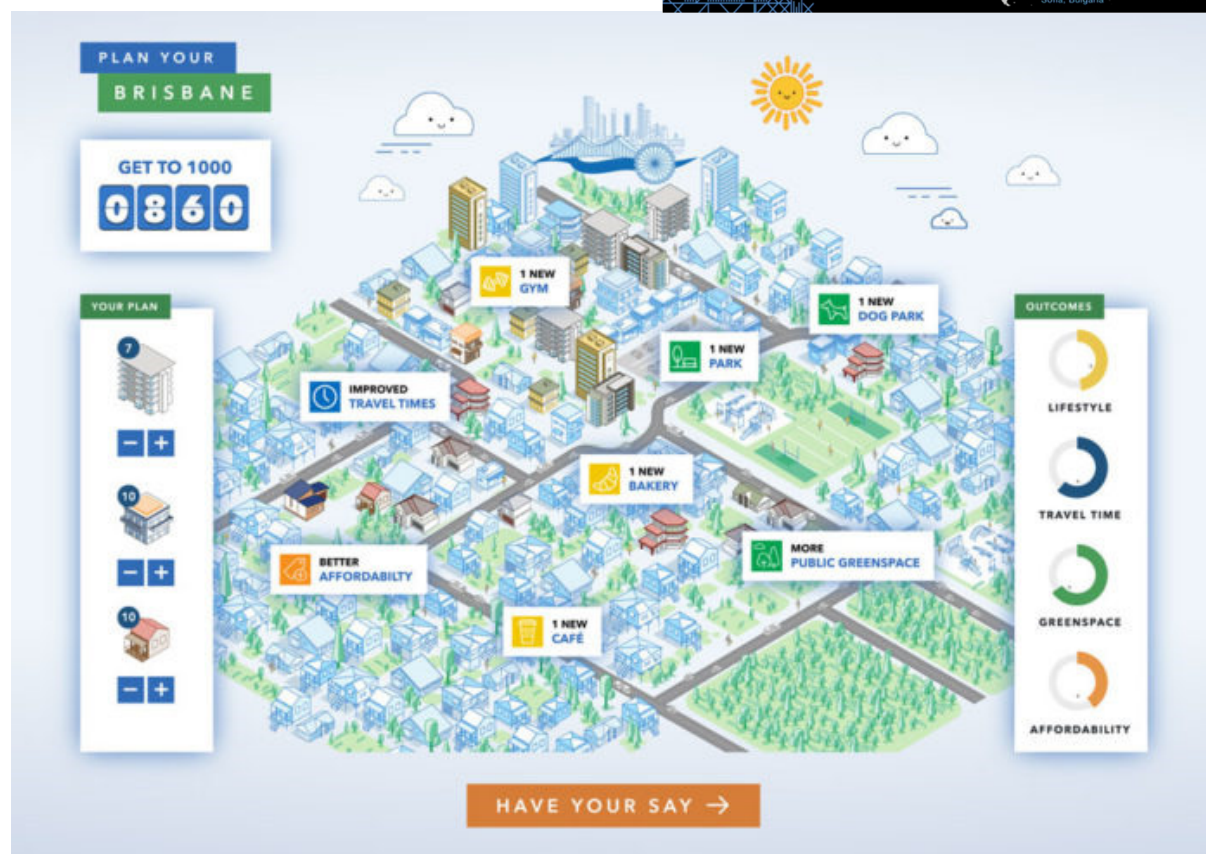 Sofia, Bulgaria
PLAN YOUR
BRISBANE
GET TO 1000
0860
YOUR PLAN
7
10
10
1 NEW
GYM
1 NEW
DOG PARK
1 NEW
PARK
IMPROVED
TRAVEL TIMES
1 NEW
BAKERY
BETTER
AFFORDABILTY
MORE
PUBLIC GREENSPACE
1 NEW
CAFÉ
OUTCOMES
LIFESTYLE
TRAVEL TIME
GREENSPACE
AFFORDABILITY
HAVE YOUR SAY →